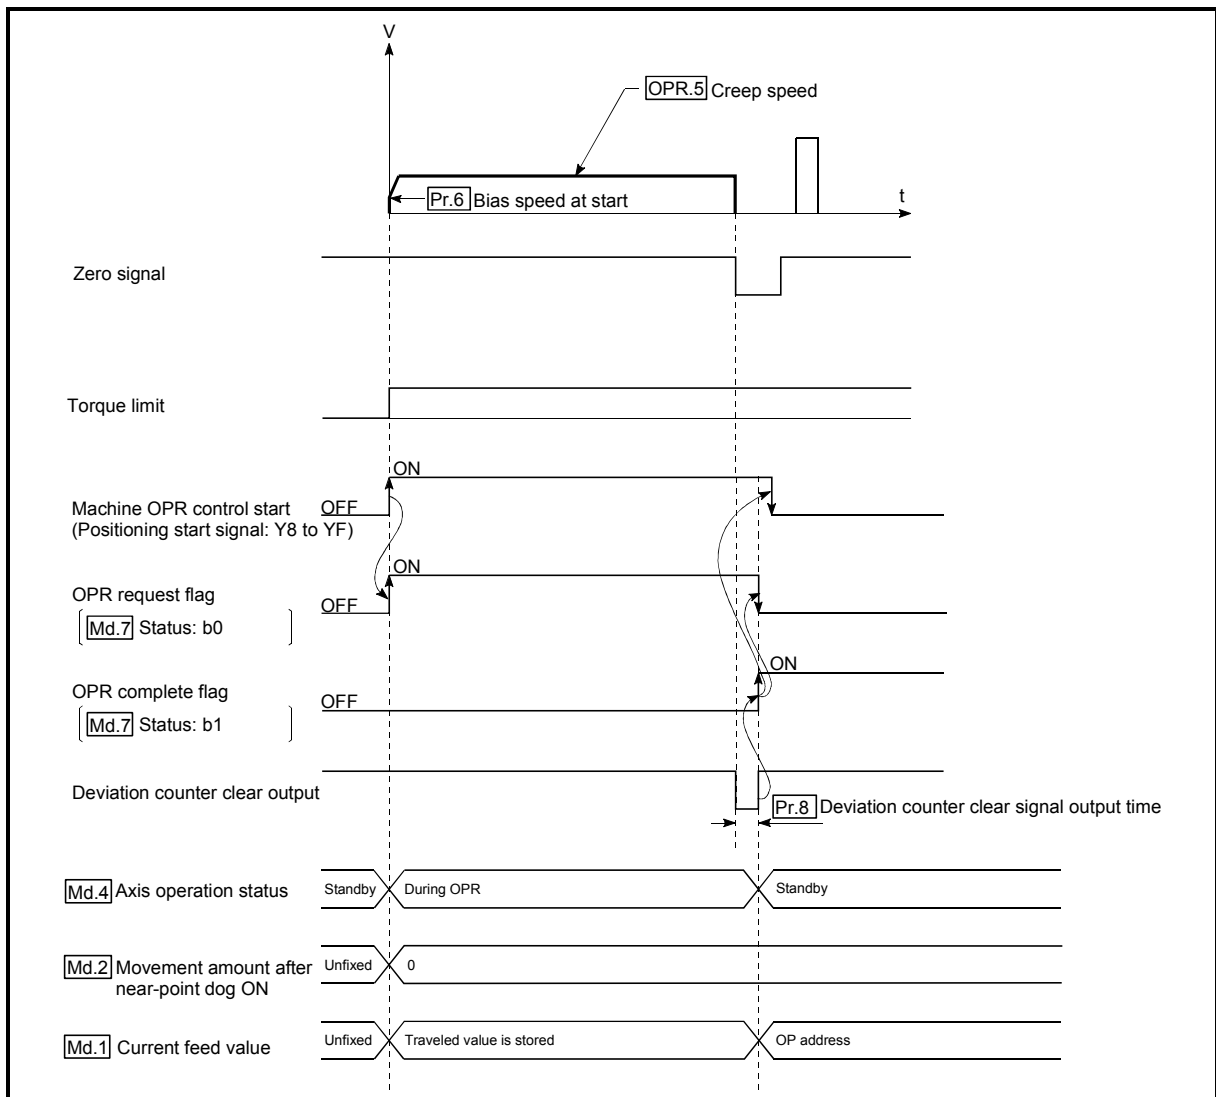 V
OPR.5 Creep speed
Pr.6 Bias speed at start
t
Zero signal
Torque limit
ON
Machine OPR control start
OFF
(Positioning start signal: Y8 to YF)
ON
OPR request flag
OFF
Md.7 Status: b0
ON
OPR complete flag
OFF
Md.7 Status: b1
Deviation counter clear output
Pr.8 Deviation counter clear signal output time
Md.4 Axis operation status
Standby
During OPR
Standby
Md.2 Movement amount after
near-point dog ON
Unfixed
0
Md.1 Current feed value
Unfixed
Traveled value is stored
OP address